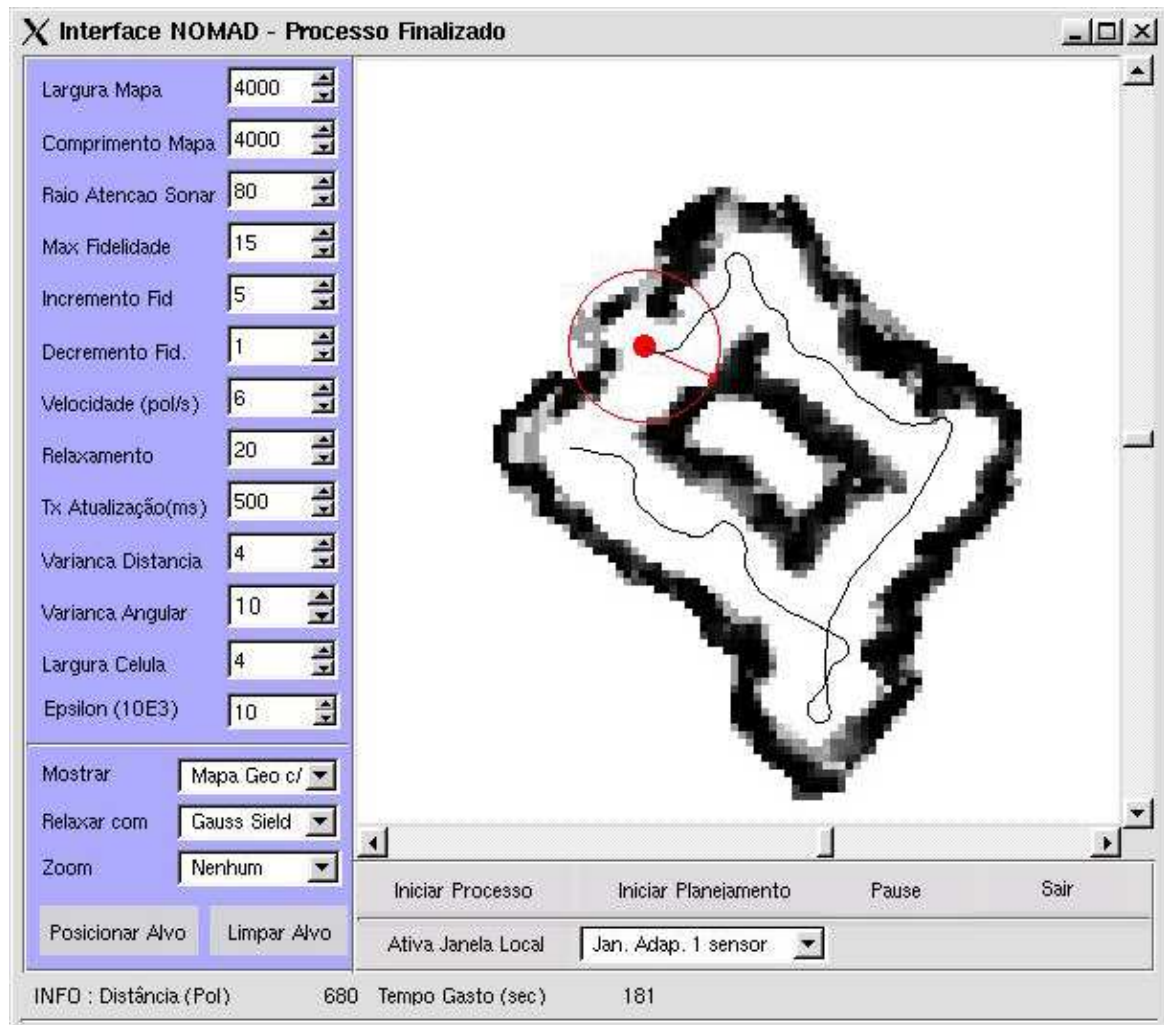 Interface NOMAD - Processo Finalizado
Largura Mapa 4000
Comprimento Mapa 4000
Raio Atencao Sonar 80
Max Fidelidade 15
Incremento Fid 5
Decremento Fid. 1
Velocidade (pol/s) 6
Relaxamento 20
Tx Atualização(ms) 500
Varianca Distancia 4
Varianca Angular 10
Largura Celula 4
Epsilon (10E3) 10
Mostrar Mapa Geo c/
Relaxar com Gauss Sield
Zoom Nenhum
Posicionar Alvo Limpar Alvo
Iniciar Processo Iniciar Planejamento Pause Sair
Ativa Janela Local Jan. Adap. 1 sensor
INFO : Distância (Pol) 680 Tempo Gasto (sec) 181